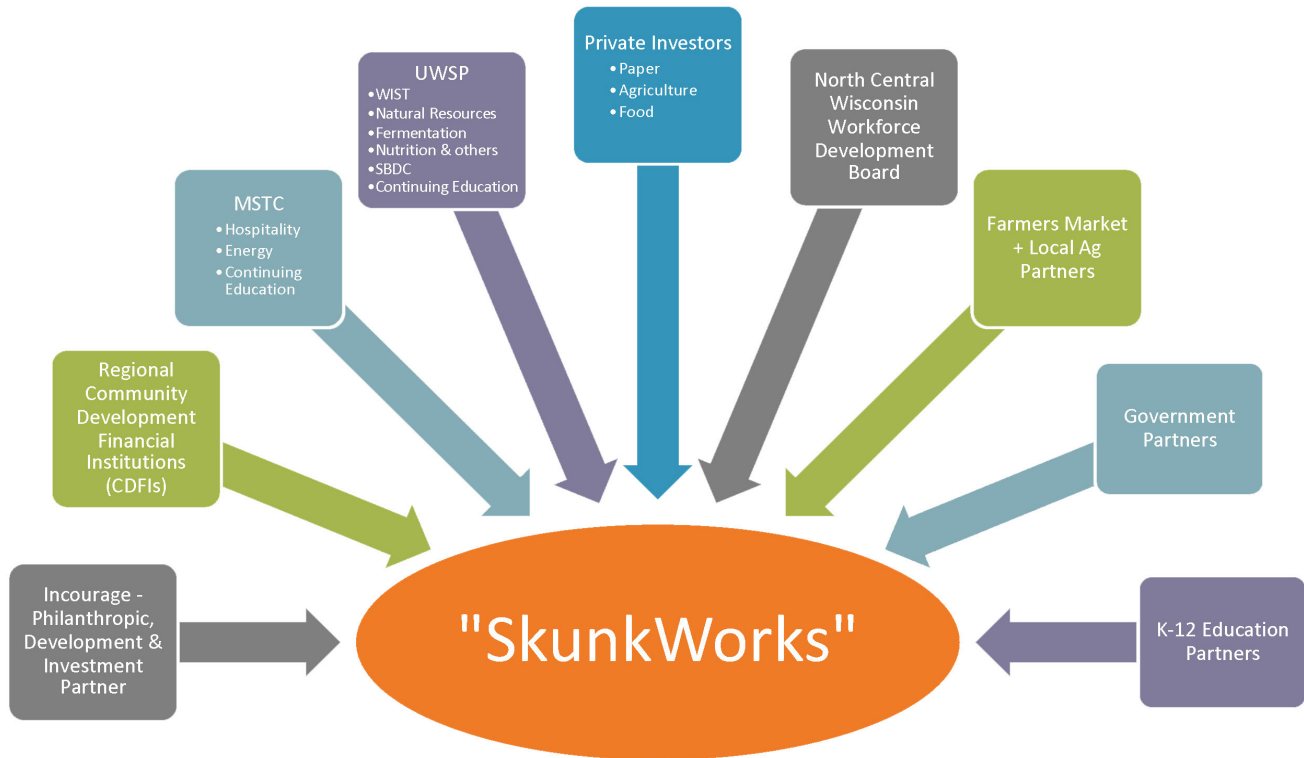 Private Investors
•Paper
•Agriculture
•Food
UWSP
•WIST
•Natural Resources
•Fermentation
•Nutrition & others
•SBDC
•Continuing Education
North Central
Wisconsin
Workforce
Development
Board
MSTC
•Hospitality
•Energy
•Continuing
Education
Farmers Market
+ Local Ag
Partners
Regional
Community
Development
Financial
Institutions
(CDFIs)
Government
Partners
Incourage -
Philanthropic,
Development &
Investment
Partner
"SkunkWorks"
K-12 Education
Partners